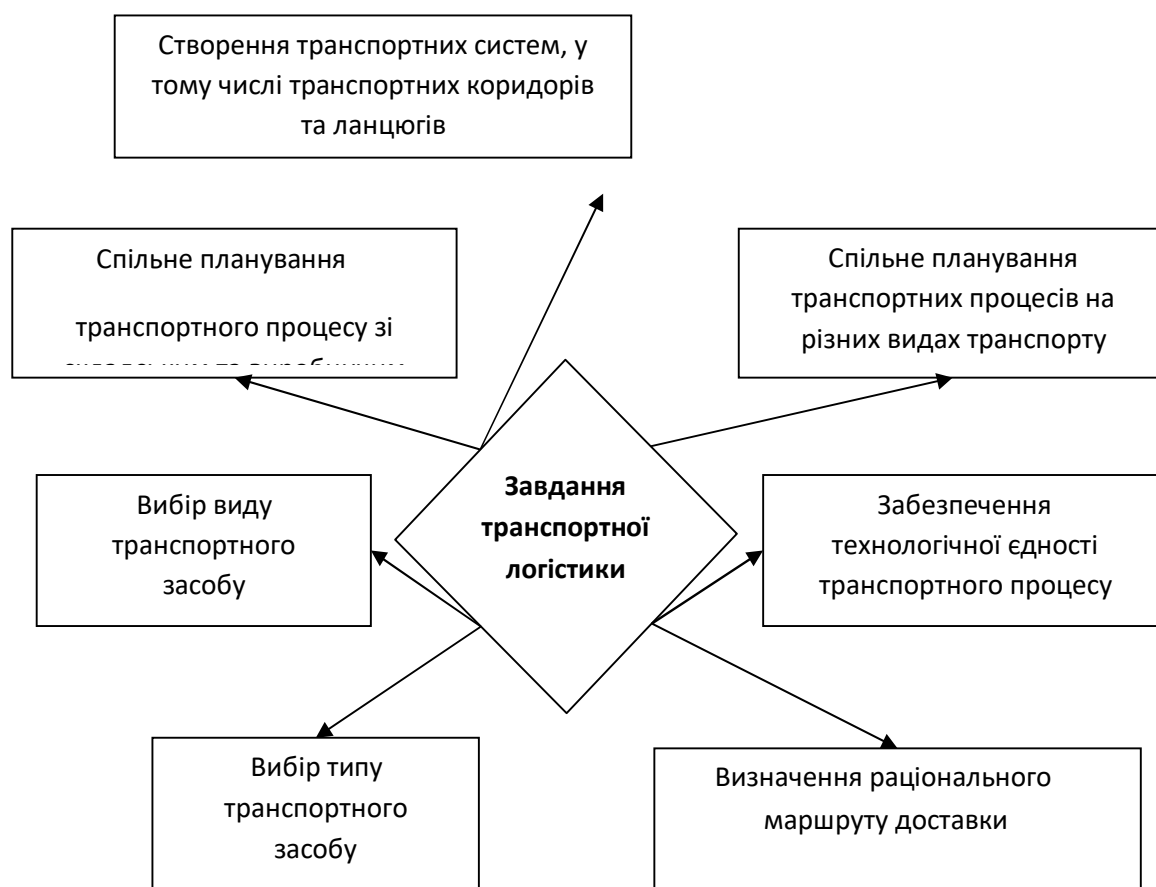 Створення транспортних систем, у
тому числі транспортних коридорів
та ланцюгів
Спільне планування
транспортного процесу зі
Спільне планування
транспортних процесів на
різних видах транспорту
Завдання
транспортної
логістики
Вибір виду
транспортного
засобу
Забезпечення
технологічної єдності
транспортного процесу
Вибір типу
транспортного
засобу
Визначення раціонального
маршруту доставки